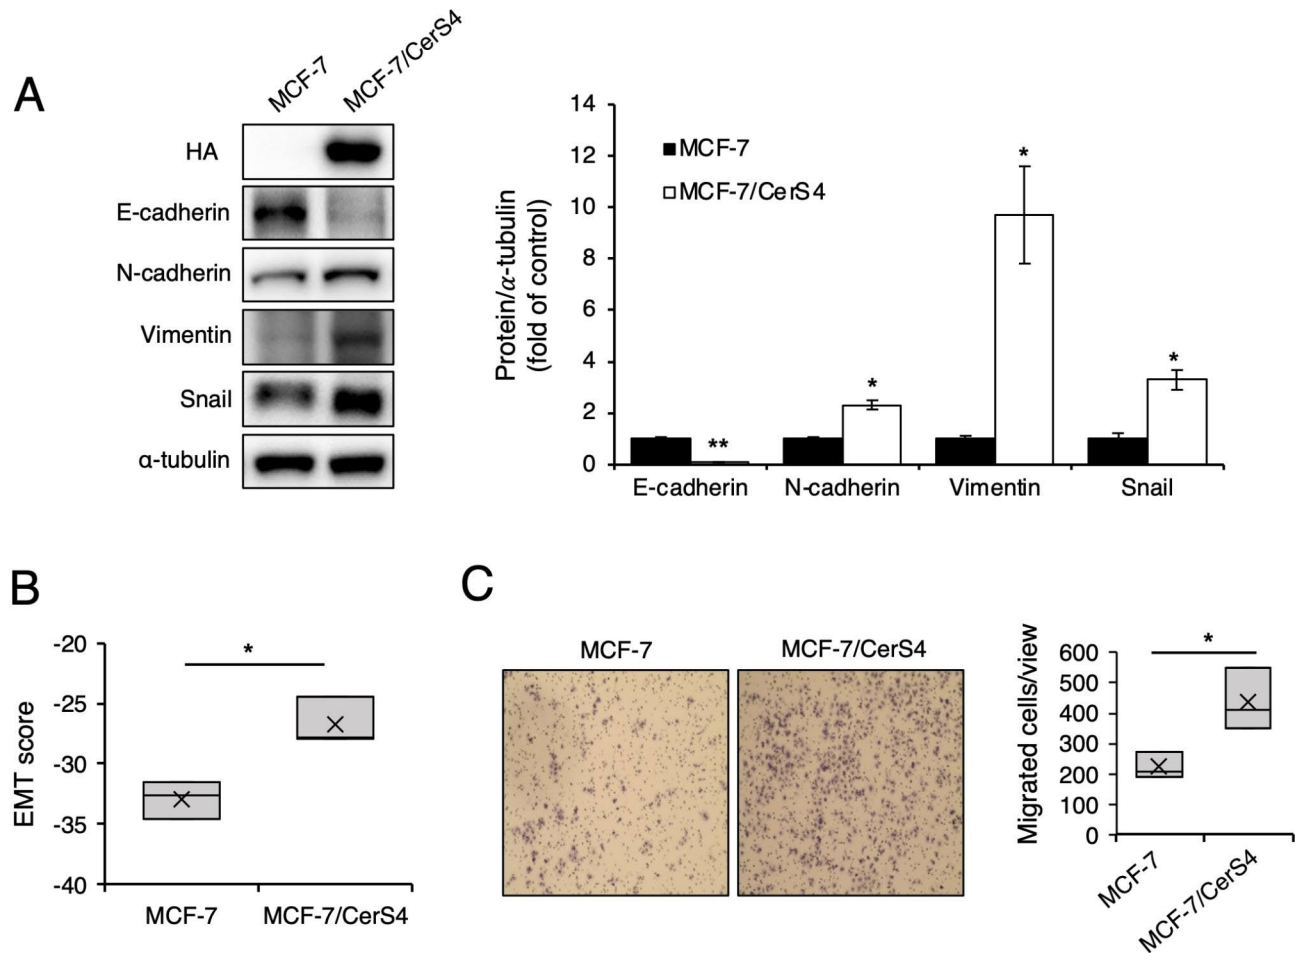 A
MCF-7
MCF-7/CerS4
HA
E-cadherin
N-cadherin
Vimentin
Snail
α-tubulin
Protein/α-tubulin
(fold of control)
14
12
10
8
6
4
2
0
MCF-7
MCF-7/CerS4
**
*
*
*
E-cadherin
N-cadherin
Vimentin
Snail
B
EMT score
-20
-25
-30
-35
-40
*
MCF-7
MCF-7/CerS4
C
MCF-7
MCF-7/CerS4
Migrated cells/view
600
500
400
300
200
100
0
*
MCF-7
MCF-7/CerS4